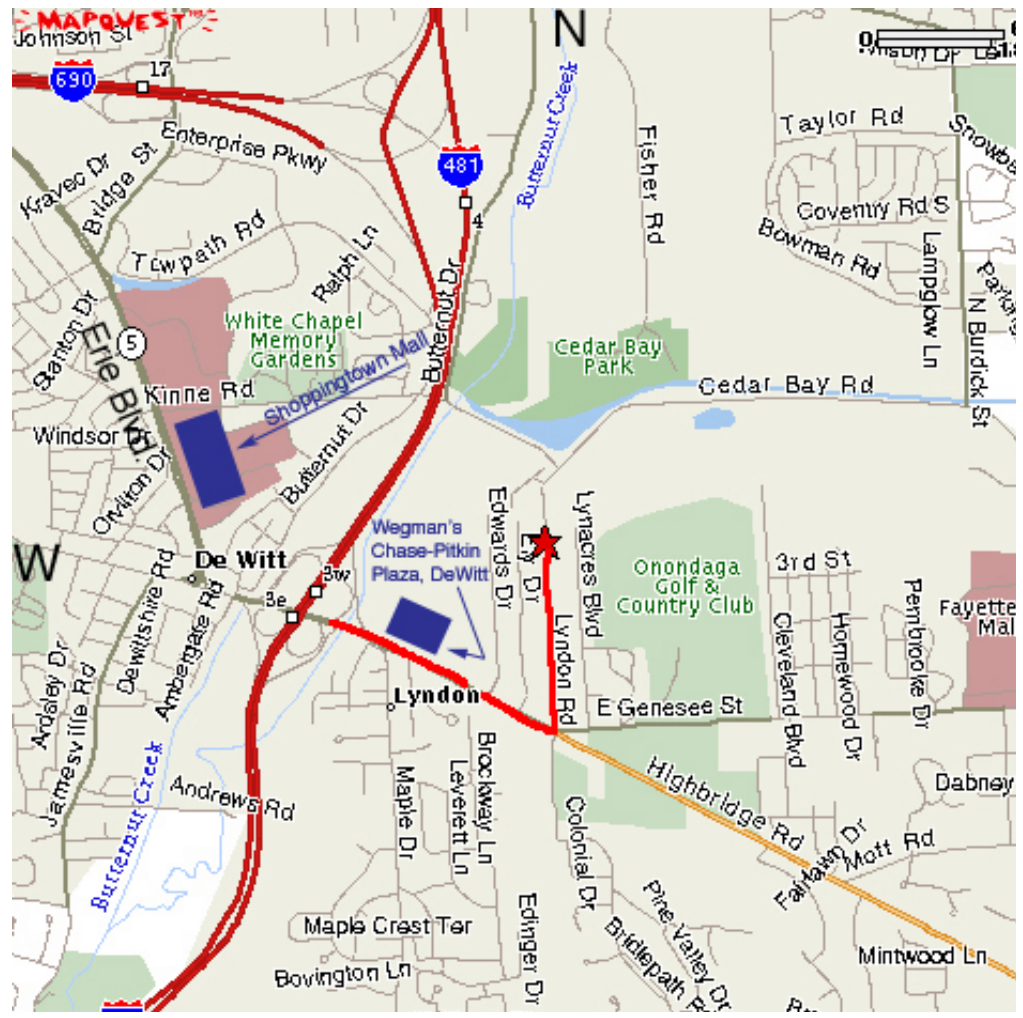 MAPQUEST
Johnson St
N
690
17
Enterprise Pkwy
Kravec Dr
Bridge St
481
4
Butternut Creek
Fisher Rd
Taylor Rd
Coventry Rd S
Bowman Rd
Lampglow Ln
N Burdick St
Towpath Rd
Ralph Ln
Butternut Dr
Stanton Dr
Erie Blvd.
5
White Chapel
Memory
Gardens
Shoppingtown Mall
Kinne Rd
Cedar Bay
Park
Cedar Bay Rd
Windsor
Orvilton Dr
Butternut Dr
W
De Witt
3w
3e
Wegman's
Chase-Pitkin
Plaza, DeWitt
Edwards Dr
Lynacres Blvd
Lyndon Rd
Onondaga
Golf &
Country Club
3rd St
Cleveland Blvd
Homewood Dr
Pembrooke Dr
Dewittshire Rd
Ambergate Rd
Ardsley Dr
Jamesville Rd
Lyndon
E Genesee St
Highbridge Rd
Dabney
Andrews Rd
Butternut Creek
Maple Dr
Leverett Ln
Brockway Ln
Colonial Dr
Fairlawn Dr
Mott Rd
Maple Crest Ter
Bovington Ln
Edinger Dr
Bridlepath
Pine Valley Dr
Mintwood Ln